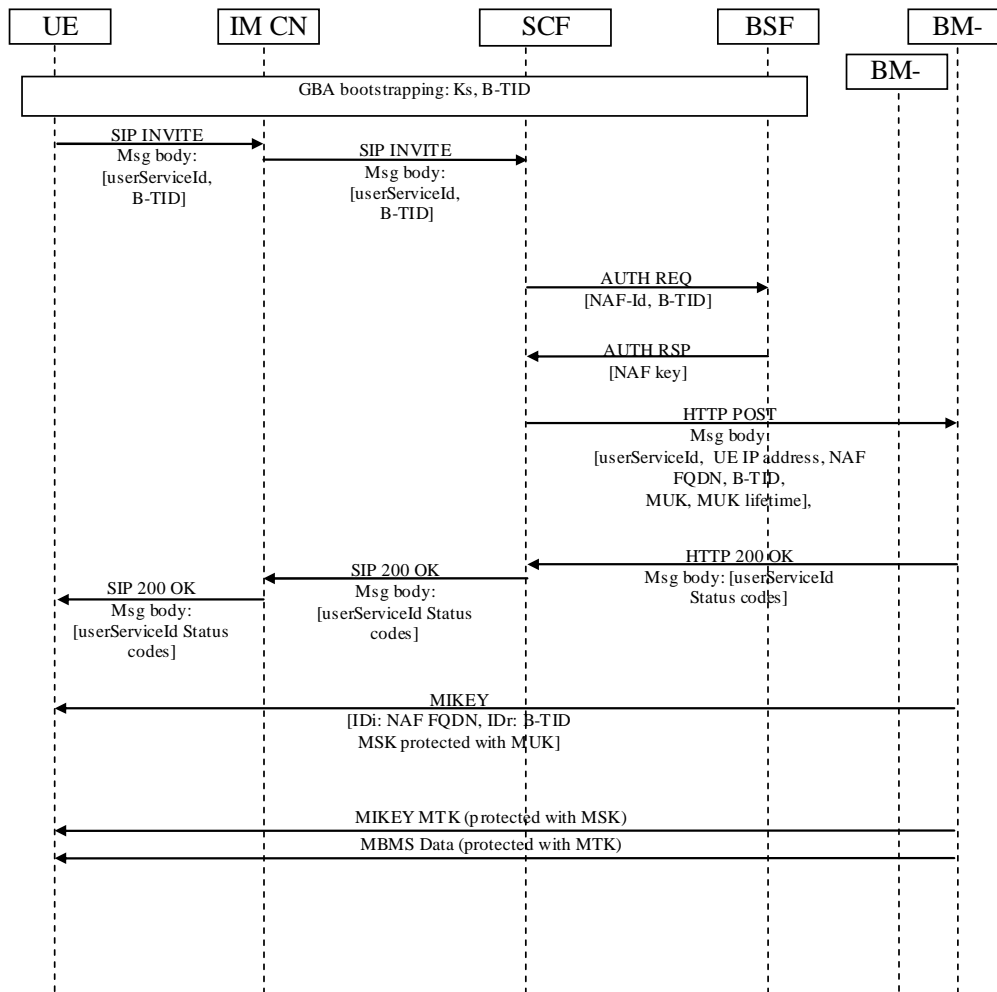 UE
IM CN
SCF
BSF
BM-
BM-
GBA bootstrapping: Ks, B-TID
SIP INVITE
Msg body:
[userServiceId,
B-TID]
SIP INVITE
Msg body:
[userServiceId,
B-TID]
AUTH REQ
[NAF-Id, B-TID]
AUTH RSP
[NAF key]
HTTP POST
Msg body
[userServiceId, UE IP address, NAF
FQDN, B-TID,
MUK, MUK lifetime],
HTTP 200 OK
Msg body: [userServiceId
Status codes]
SIP 200 OK
Msg body:
[userServiceId Status
codes]
SIP 200 OK
Msg body:
[userServiceId Status
codes]
MIKEY
[IDi: NAF FQDN, IDr: B-TID
MSK protected with MUK]
MIKEY MTK (protected with MSK)
MBMS Data (protected with MTK)